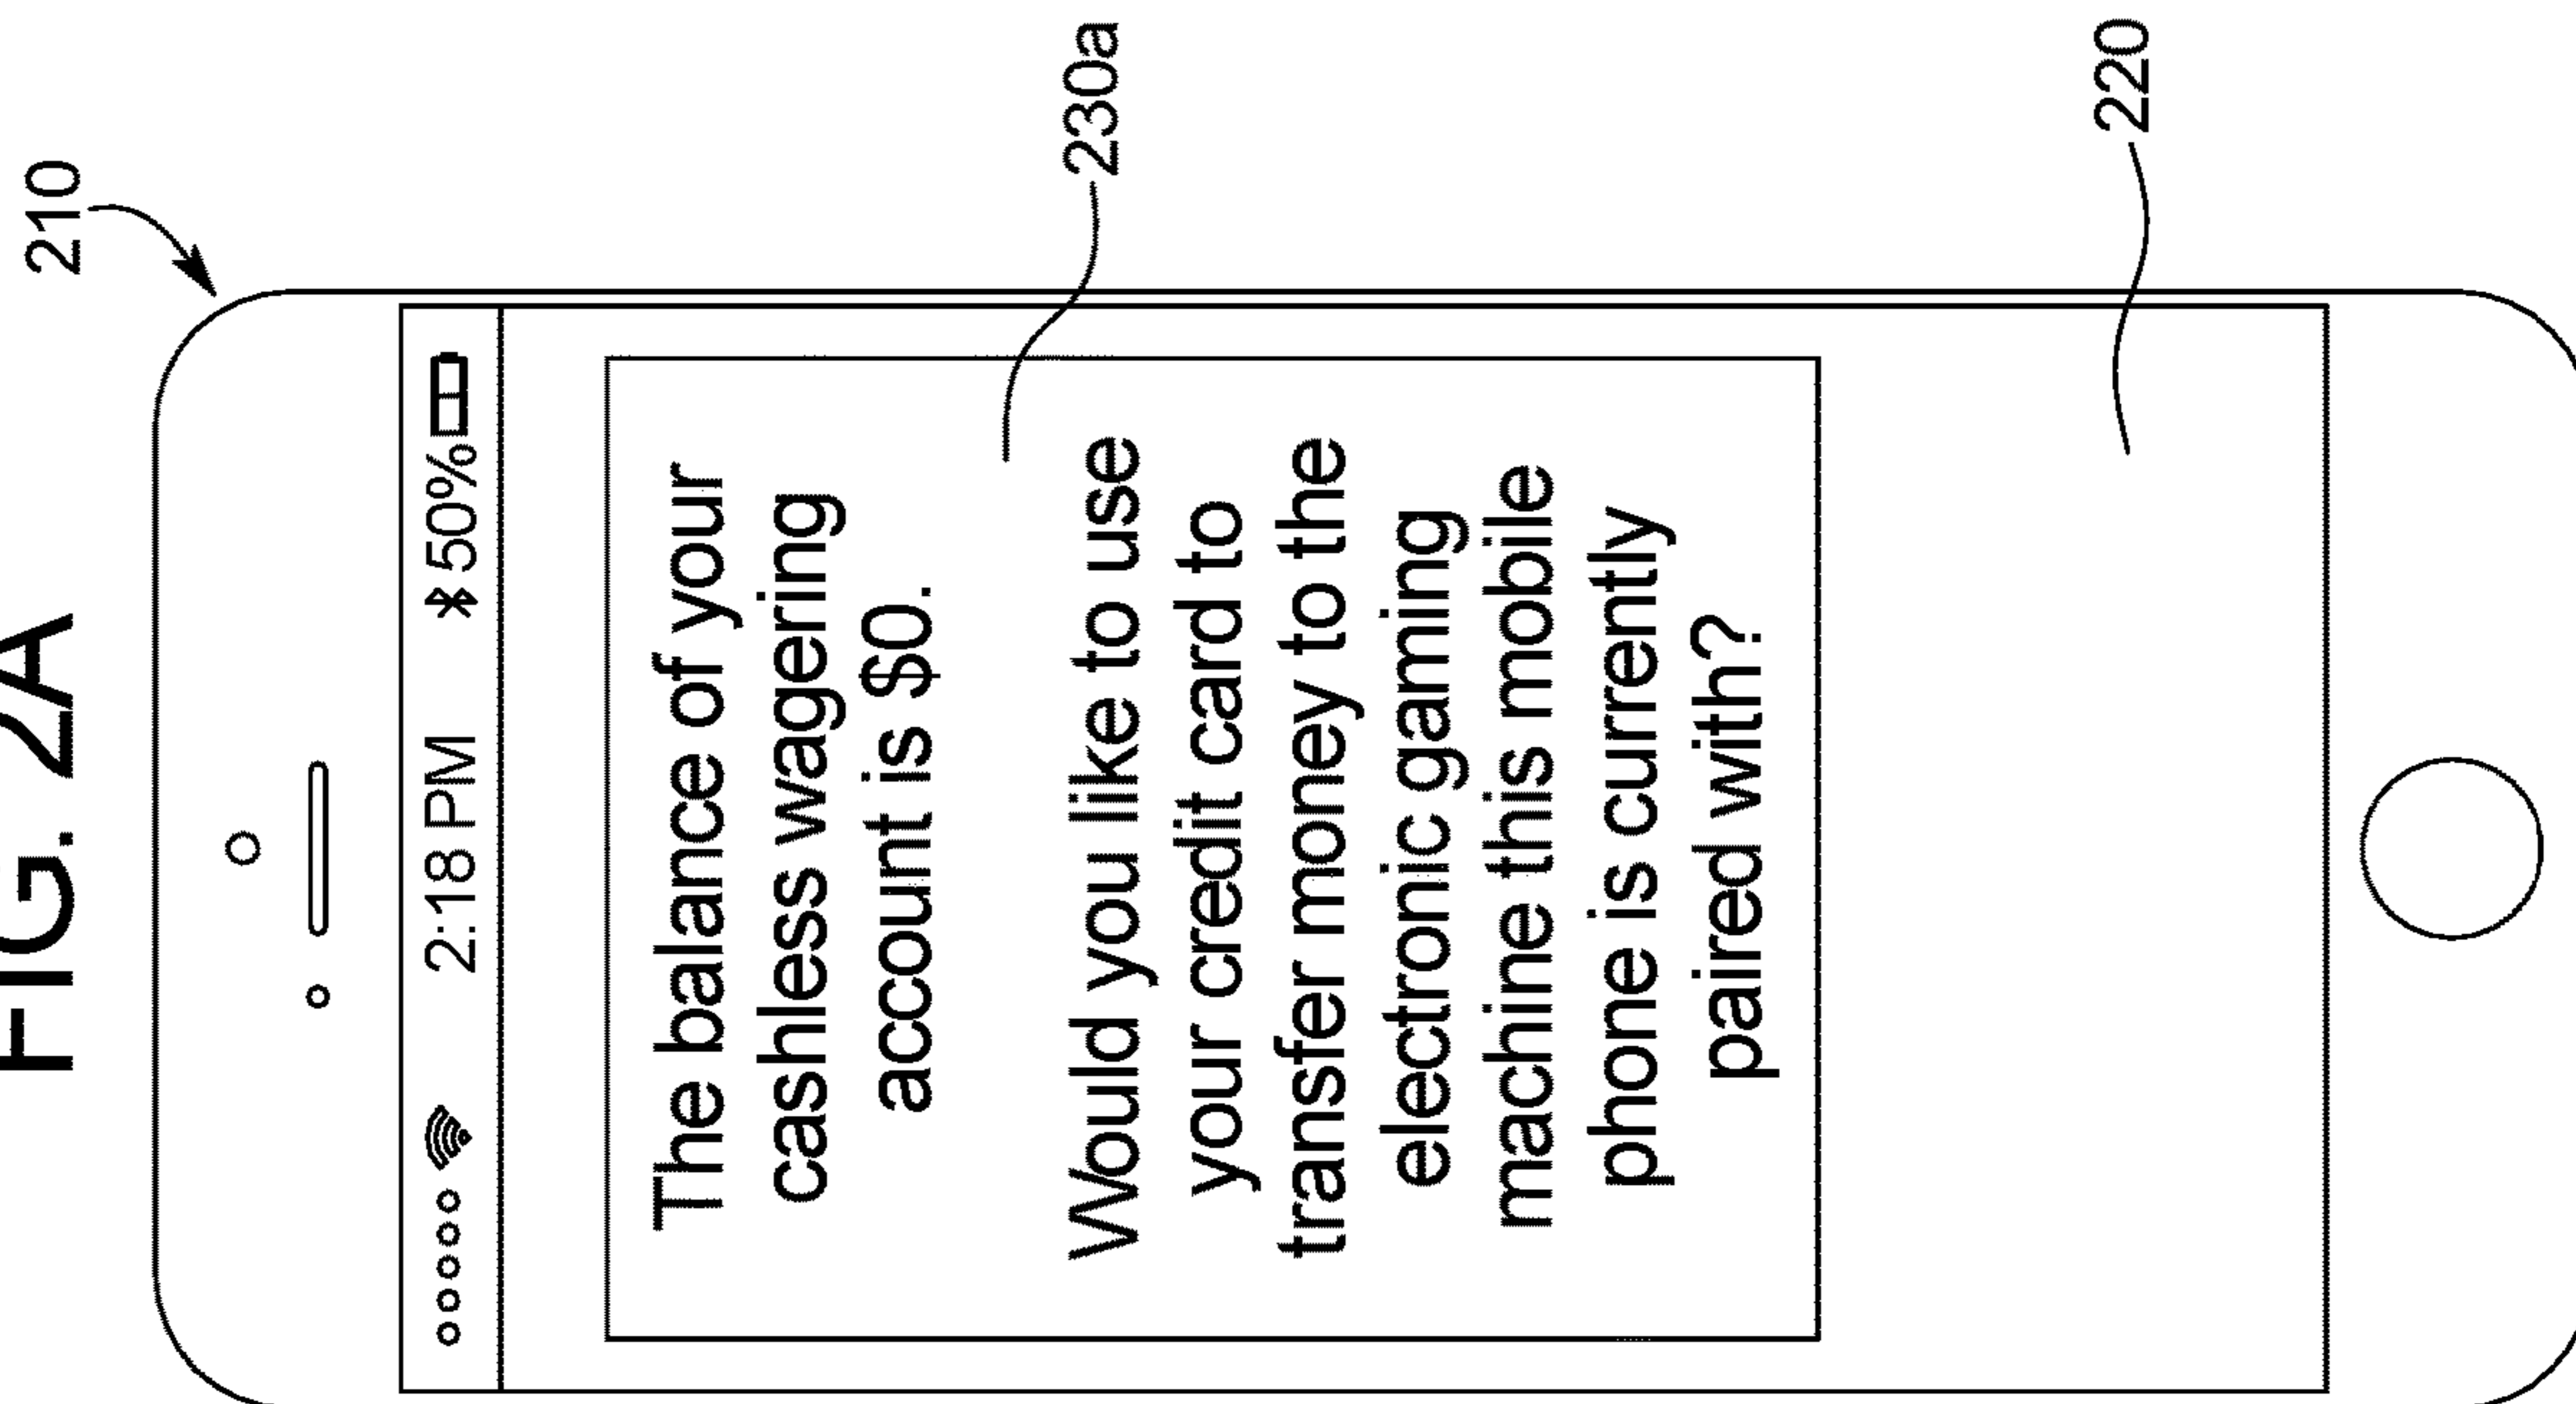 FIG. 2A
210
2:18 PM 50%
The balance of your
cashless wagering
account is $0.
230a
Would you like to use
your credit card to
transfer money to the
electronic gaming
machine this mobile
phone is currently
paired with?
220